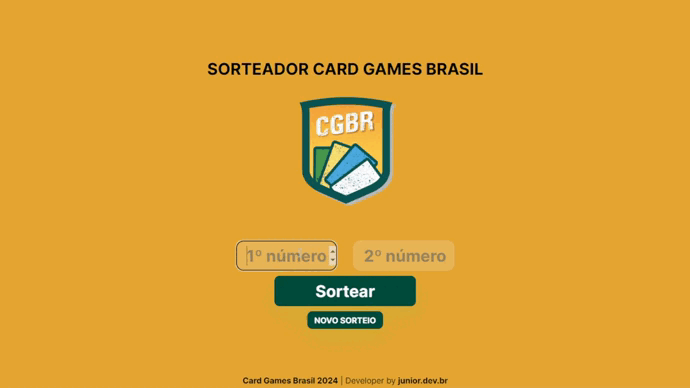 SORTEADOR CARD GAMES BRASIL
CGBR
1º número 2º número
Sortear
NOVO SORTEIO
Card Games Brasil 2024 | Developer by junior.dev.br